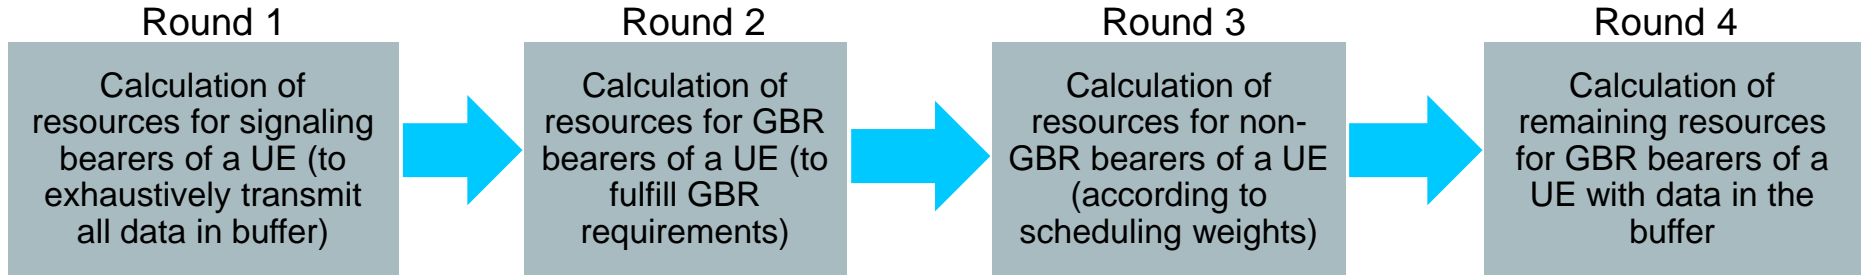 Round 1
Calculation of
resources for signaling
bearers of a UE (to
exhaustively transmit
all data in buffer)
Round 2
Calculation of
resources for GBR
bearers of a UE (to
fulfill GBR
requirements)
Round 3
Calculation of
resources for non-
GBR bearers of a UE
(according to
scheduling weights)
Round 4
Calculation of
remaining resources
for GBR bearers of a
UE with data in the
buffer